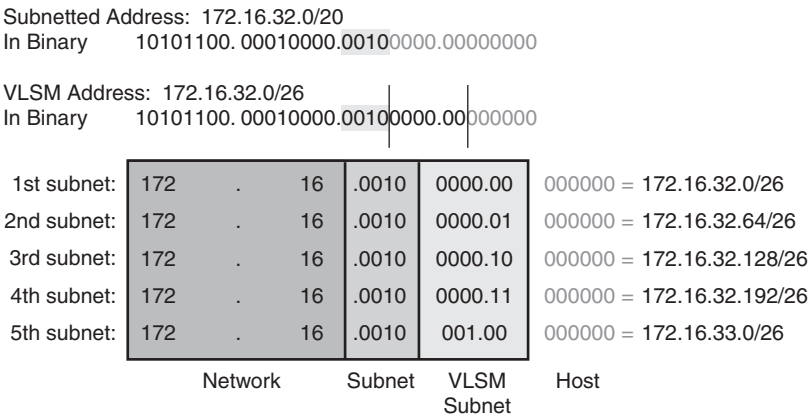 Subnetted Address: 172.16.32.0/20
In Binary 10101100. 00010000.00100000.00000000
VLSM Address: 172.16.32.0/26
In Binary 10101100. 00010000.00100000.00000000
1st subnet: 172 . 16 .0010 0000.00 000000 = 172.16.32.0/26
2nd subnet: 172 . 16 .0010 0000.01 000000 = 172.16.32.64/26
3rd subnet: 172 . 16 .0010 0000.10 000000 = 172.16.32.128/26
4th subnet: 172 . 16 .0010 0000.11 000000 = 172.16.32.192/26
5th subnet: 172 . 16 .0010 001.00 000000 = 172.16.33.0/26
Network Subnet VLSM Host
Subnet